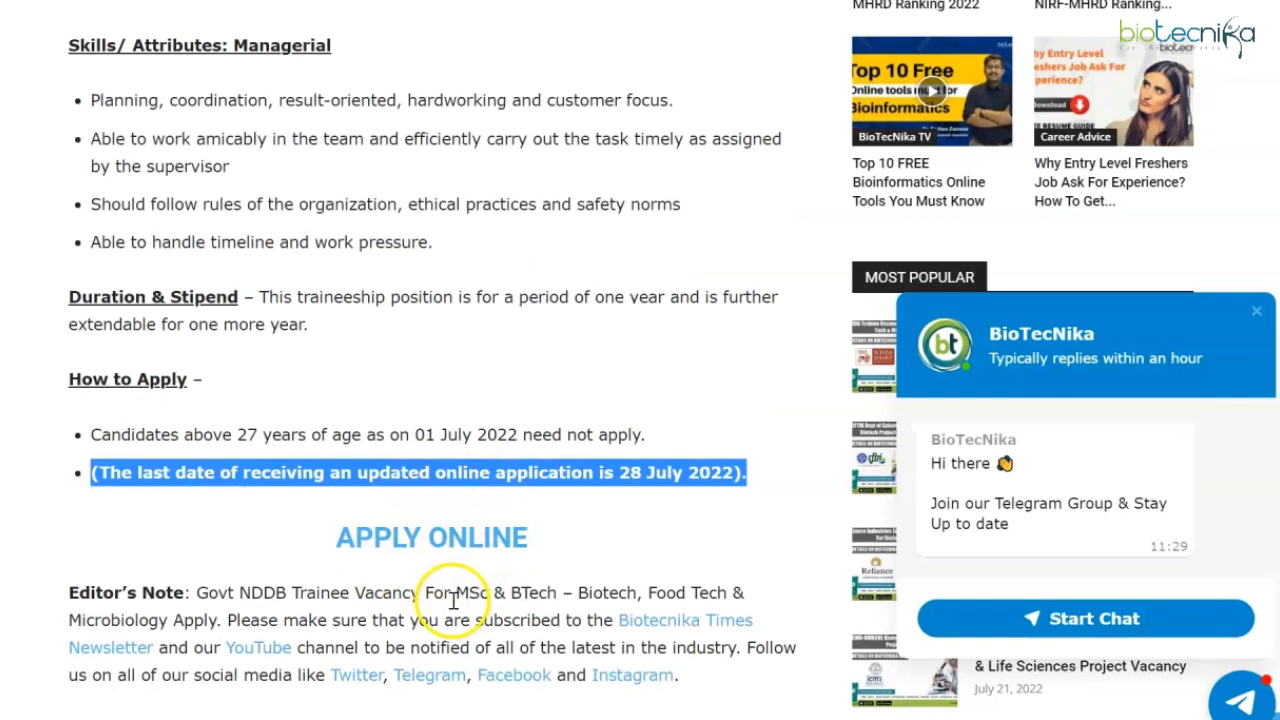 MHRD Ranking 2022
NIRF-MHRD Ranking...
biotecnika
Skills/ Attributes: Managerial
Top 10 Free
Online tools must for
Bioinformatics
BioTecNika TV
hy Entry Level
eshers Job Ask For
perience?
Download
EE RESUME GUIDE
Career Advice
Planning, coordination, result-oriented, hardworking and customer focus.
Able to work amicably in the team and efficiently carry out the task timely as assigned
by the supervisor
Top 10 FREE
Bioinformatics Online
Tools You Must Know
Why Entry Level Freshers
Job Ask For Experience?
How To Get...
Should follow rules of the organization, ethical practices and safety norms
Able to handle timeline and work pressure.
MOST POPULAR
Duration & Stipend – This traineeship position is for a period of one year and is further
extendable for one more year.
How to Apply –
Candidates above 27 years of age as on 01 July 2022 need not apply.
(The last date of receiving an updated online application is 28 July 2022).
APPLY ONLINE
Editor's Note: Govt NDDB Trainee Vacancy For MSc & BTech – Biotech, Food Tech &
Microbiology Apply. Please make sure that you are subscribed to the Biotecnika Times
Newsletter and our YouTube channel to be notified of all of the latest in the industry. Follow
us on all of our social media like Twitter, Telegram, Facebook and Instagram.
bt
BioTecNika
Typically replies within an hour
BioTecNika
Hi there 👋
Join our Telegram Group & Stay
Up to date
11:29
Start Chat
Reliance
& Life Sciences Project Vacancy
July 21, 2022